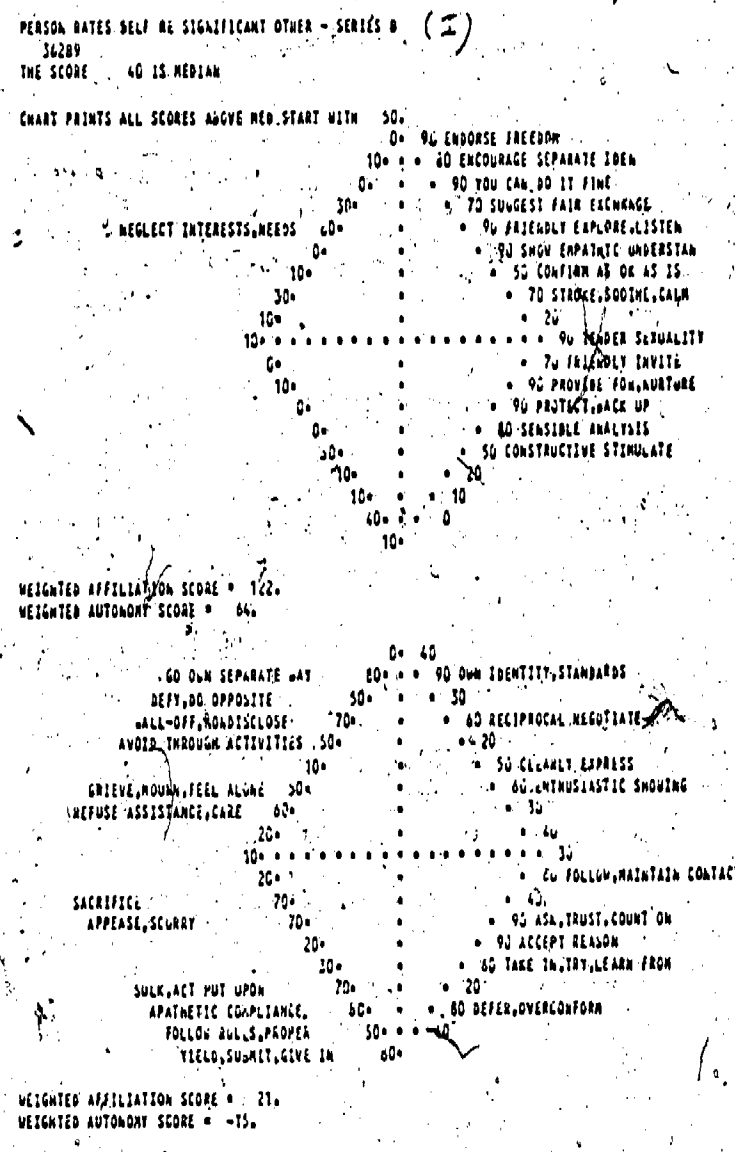 PERSON RATES SELF RE SIGNIFICANT OTHER - SERIES B (I)
36289
THE SCORE 40 IS MEDIAN
CHART PRINTS ALL SCORES ABOVE MED.START WITH 50.
0* 90 ENDORSE FREEDOM
10* 60 ENCOURAGE SEPARATE IDEN
0* 90 YOU CAN DO IT FINE
30* 70 SUGGEST FAIR EXCHNAGE
NEGLECT INTERESTS,NEEDS 60* 90 FRIENDLY EXPLORE,LISTEN
0* 90 SHOW EMPATHIC UNDERSTAN
10* 50 CONFIRM AS OK AS IS
30* 70 STROKE,SOOTHE,CALM
10* 20
10* 90 TENDER SEXUALITY
0* 70 FRIENDLY INVITE
10* 90 PROVIDE FOR,NURTURE
0* 90 PROTECT,BACK UP
0* 80 SENSIBLE ANALYSIS
50 CONSTRUCTIVE STIMULATE
10* 20
10* 10
40* 0
10*
WEIGHTED AFFILIATION SCORE = 122.
WEIGHTED AUTONOMY SCORE = 64.
0* 40
GO OWN SEPARATE WAY 80* 90 OWN IDENTITY,STANDARDS
DEFY,DO OPPOSITE 50* 30
WALL-OFF,NONDISCLOSE 70* 60 RECIPROCAL NEGOTIATE
AVOID THROUGH ACTIVITIES 50* 20
10* 50 CLEARLY EXPRESS
GRIEVE,MOURN,FEEL ALONE 50* 60 ENTHUSIASTIC SHOWING
REFUSE ASSISTANCE,CARE 60* 30
20*
10* 30
20* 60 FOLLOW,MAINTAIN CONTAC
SACRIFICE 70* 40
APPEASE,SCURRY 70* 90 ASK,TRUST,COUNT ON
20* 90 ACCEPT REASON
30* 60 TAKE IN,TRY,LEARN FROM
SULK,ACT PUT UPON 70* 20
APATHETIC COMPLIANCE 60* 80 DEFER,OVERCONFORM
FOLLOW RULES,PROPER 50*
YIELD,SUBMIT,GIVE IN 60*
WEIGHTED AFFILIATION SCORE = 21.
WEIGHTED AUTONOMY SCORE = -75.